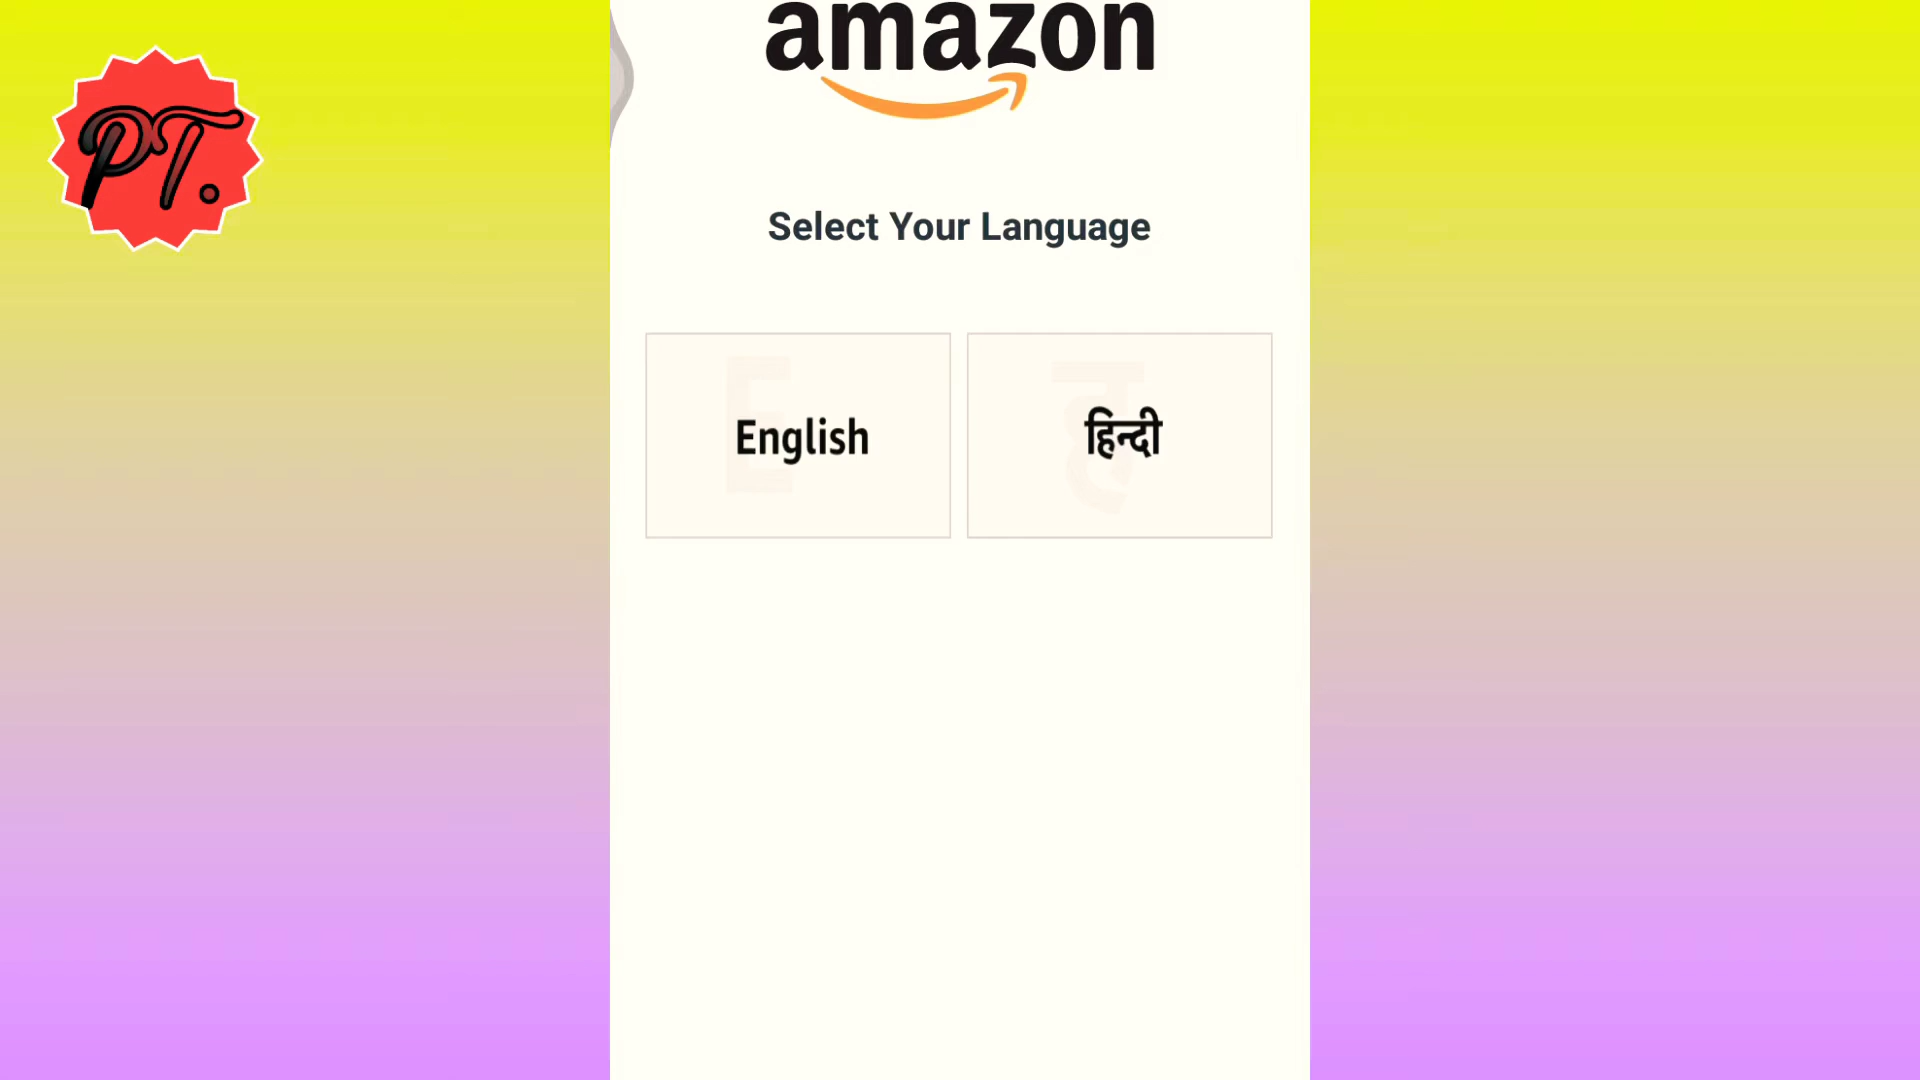 PT.
amazon
Select Your Language
English
हिन्दी